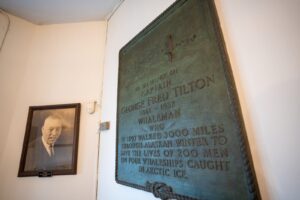 IN MEMORY OF
CAPTAIN
GEORGE FRED TILTON
WHALEMAN
WHO
IN 1897 WALKED 3000 MILES
THROUGH ALASKAN WINTER TO
SAVE THE LIVES OF 200 MEN
ON FOUR WHALESHIPS CAUGHT
IN ARCTIC ICE